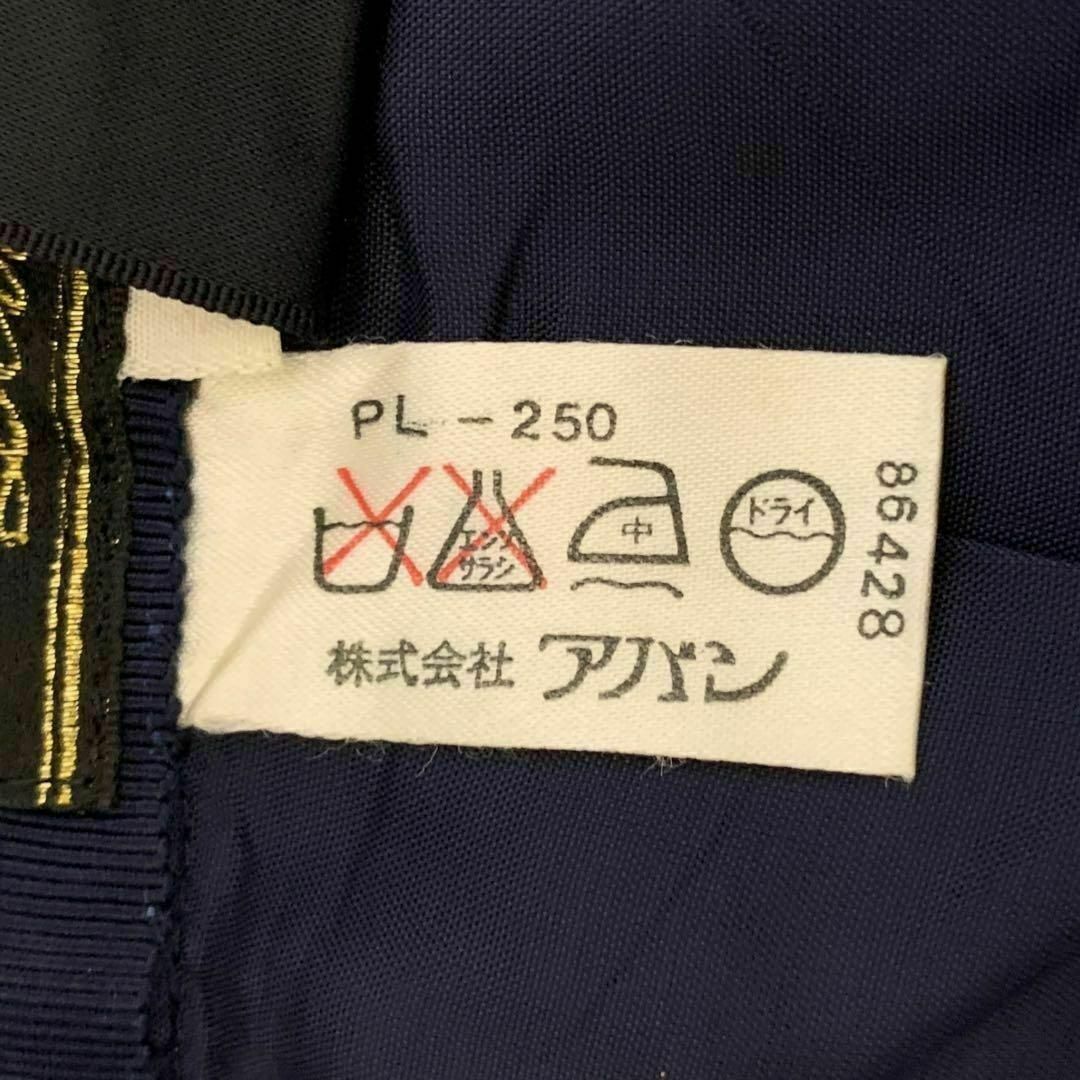 PL-250
エンソ
サラシ
中
ドライ
株式会社 アバン
86428